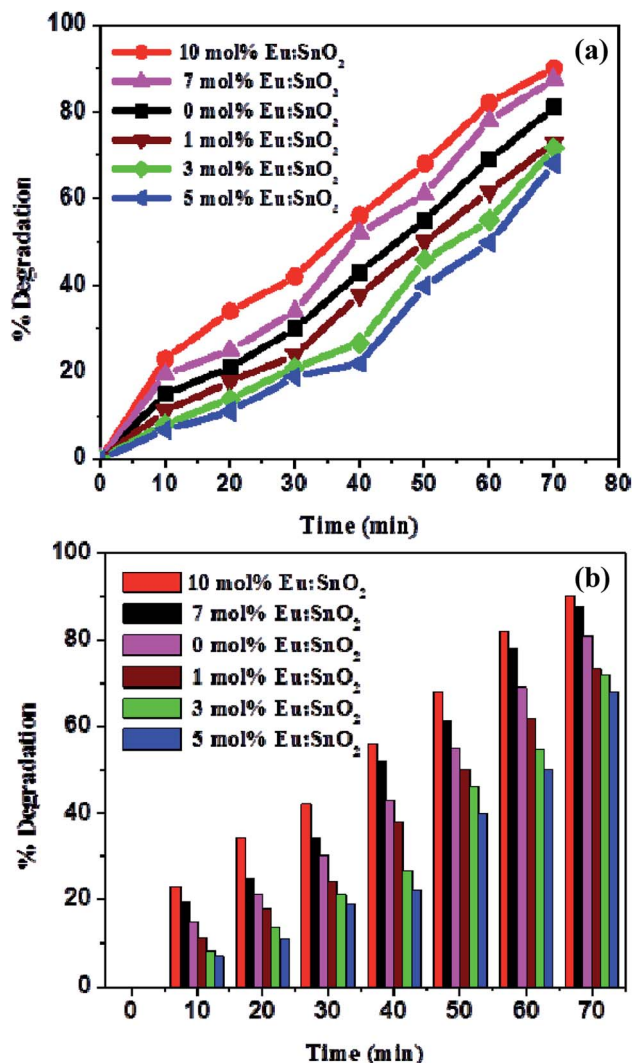 100
80
60
40
20
0
% Degradation
(a)
10 mol% Eu:SnO₂
7 mol% Eu:SnO₂
0 mol% Eu:SnO₂
1 mol% Eu:SnO₂
3 mol% Eu:SnO₂
5 mol% Eu:SnO₂
0 10 20 30 40 50 60 70 80
Time (min)
100
80
60
40
20
0
% Degradation
(b)
10 mol% Eu:SnO₂
7 mol% Eu:SnO₂
0 mol% Eu:SnO₂
1 mol% Eu:SnO₂
3 mol% Eu:SnO₂
5 mol% Eu:SnO₂
0 10 20 30 40 50 60 70
Time (min)